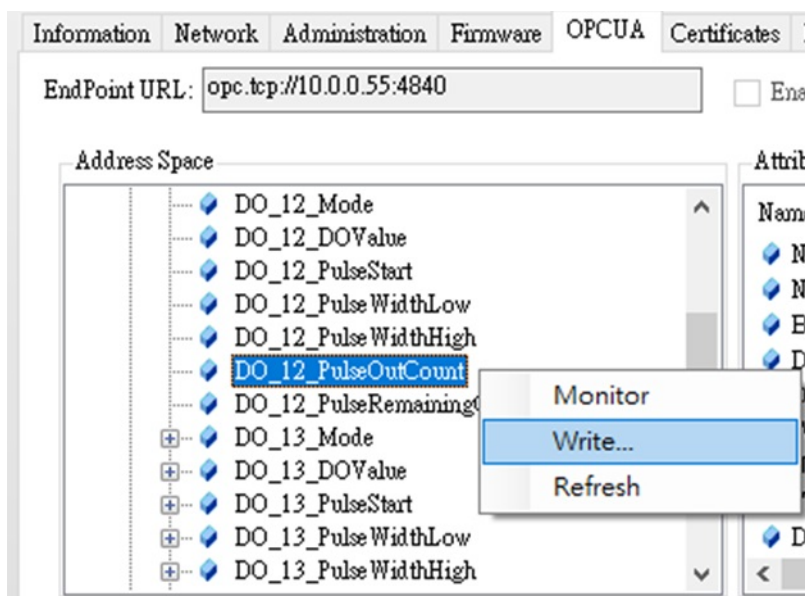 Information Network Administration Firmware OPCUA Certificates
EndPoint URL: opc.tcp://10.0.0.55:4840
Address Space
DO_12_Mode
DO_12_DOValue
DO_12_PulseStart
DO_12_PulseWidthLow
DO_12_PulseWidthHigh
DO_12_PulseOutCount
DO_12_PulseRemaining
DO_13_Mode
DO_13_DOValue
DO_13_PulseStart
DO_13_PulseWidthLow
DO_13_PulseWidthHigh
Monitor
Write...
Refresh